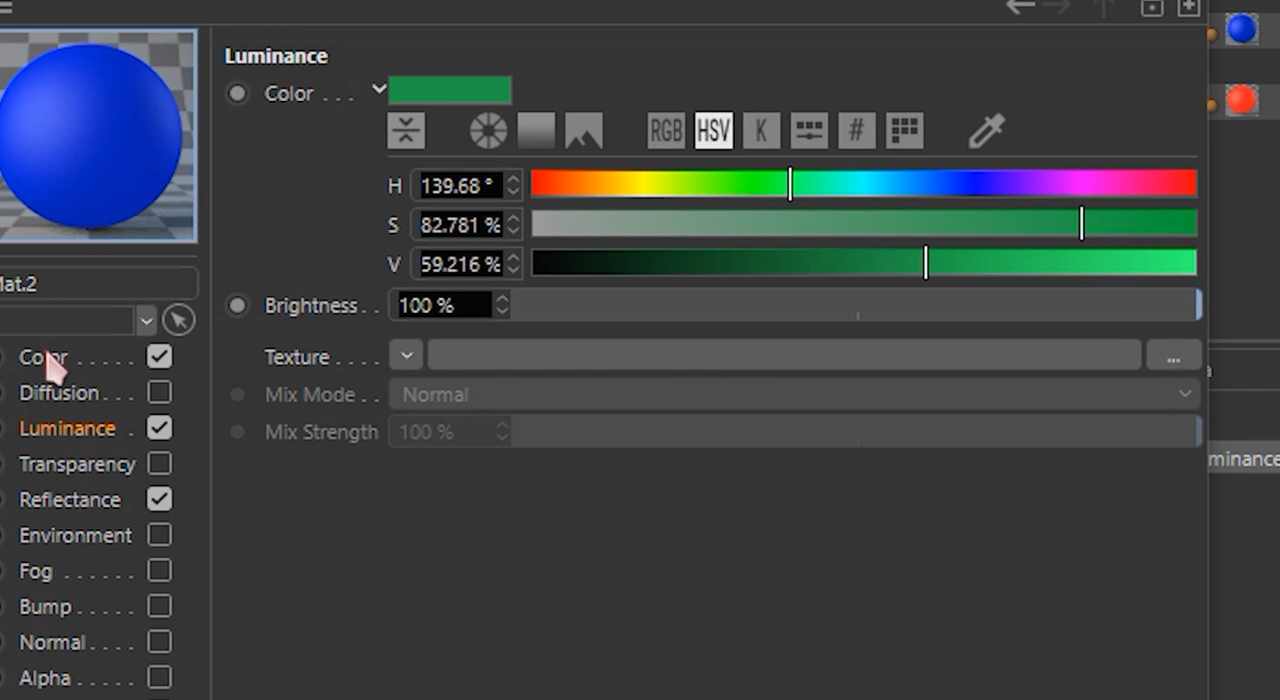 Luminance
Color . . .
RGB HSV K #
H 139.68 °
S 82.781 %
V 59.216 %
Mat.2
Brightness . . 100 %
Color . . . . .
Texture . . . . ...
Diffusion . . .
Mix Mode . . Normal
Luminance .
Mix Strength 100 %
Transparency
minance
Reflectance
Environment
Fog . . . . . .
Bump . . . . .
Normal . . . .
Alpha . . . .